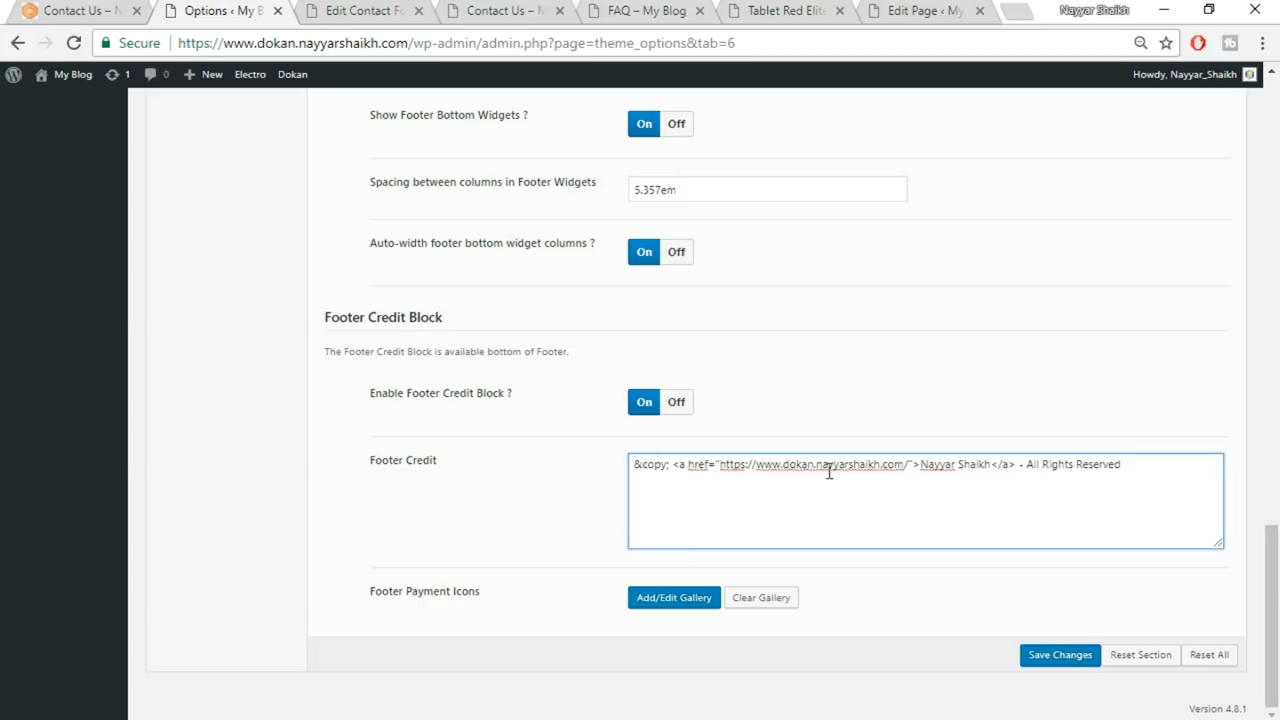 Contact Us – N
Options ‹ My B
Edit Contact Fo
Contact Us – M
FAQ – My Blog
Tablet Red Elite
Edit Page ‹ My
Nayyar Shaikh
Secure https://www.dokan.nayyarshaikh.com/wp-admin/admin.php?page=theme_options&tab=6
My Blog 1 0 New Electro Dokan Howdy, Nayyar_Shaikh
Show Footer Bottom Widgets ? On Off
Spacing between columns in Footer Widgets 5.357em
Auto-width footer bottom widget columns ? On Off
Footer Credit Block
The Footer Credit Block is available bottom of Footer.
Enable Footer Credit Block ? On Off
Footer Credit &copy; <a href="https://www.dokan.nayyarshaikh.com/">Nayyar Shaikh</a> - All Rights Reserved
Footer Payment Icons Add/Edit Gallery Clear Gallery
Save Changes Reset Section Reset All
Version 4.8.1